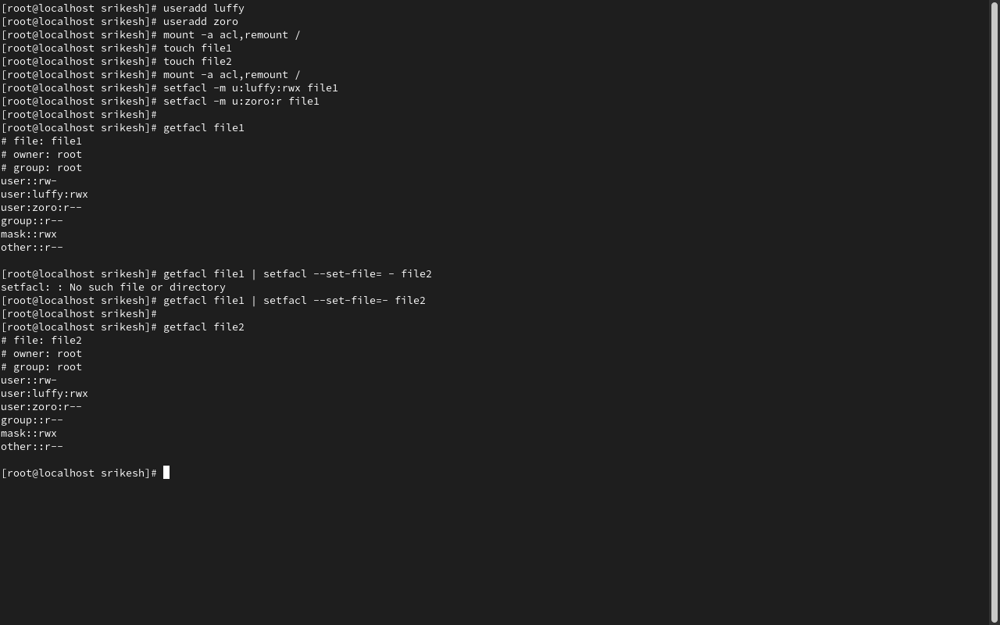 [root@localhost srikesh]# useradd luffy
[root@localhost srikesh]# useradd zoro
[root@localhost srikesh]# mount -a acl,remount /
[root@localhost srikesh]# touch file1
[root@localhost srikesh]# touch file2
[root@localhost srikesh]# mount -a acl,remount /
[root@localhost srikesh]# setfacl -m u:luffy:rwx file1
[root@localhost srikesh]# setfacl -m u:zoro:r file1
[root@localhost srikesh]#
[root@localhost srikesh]# getfacl file1
# file: file1
# owner: root
# group: root
user::rw-
user:luffy:rwx
user:zoro:r--
group::r--
mask::rwx
other::r--

[root@localhost srikesh]# getfacl file1 | setfacl --set-file= - file2
setfacl: : No such file or directory
[root@localhost srikesh]# getfacl file1 | setfacl --set-file=- file2
[root@localhost srikesh]#
[root@localhost srikesh]# getfacl file2
# file: file2
# owner: root
# group: root
user::rw-
user:luffy:rwx
user:zoro:r--
group::r--
mask::rwx
other::r--

[root@localhost srikesh]#